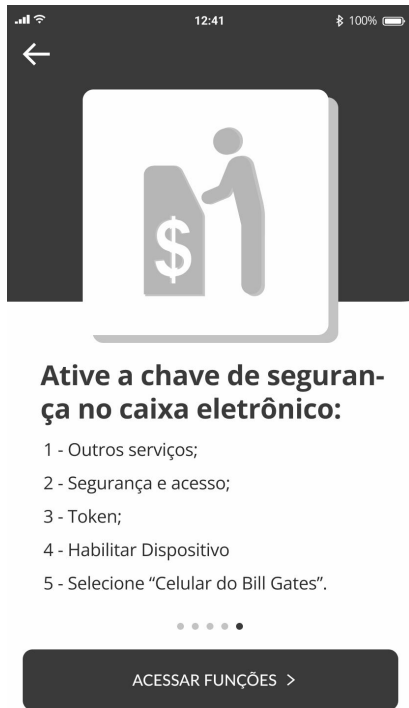 12:41
100%
$
Ative a chave de seguran-
ça no caixa eletrônico:
1 - Outros serviços;
2 - Segurança e acesso;
3 - Token;
4 - Habilitar Dispositivo
5 - Selecione “Celular do Bill Gates”.
ACESSAR FUNÇÕES >